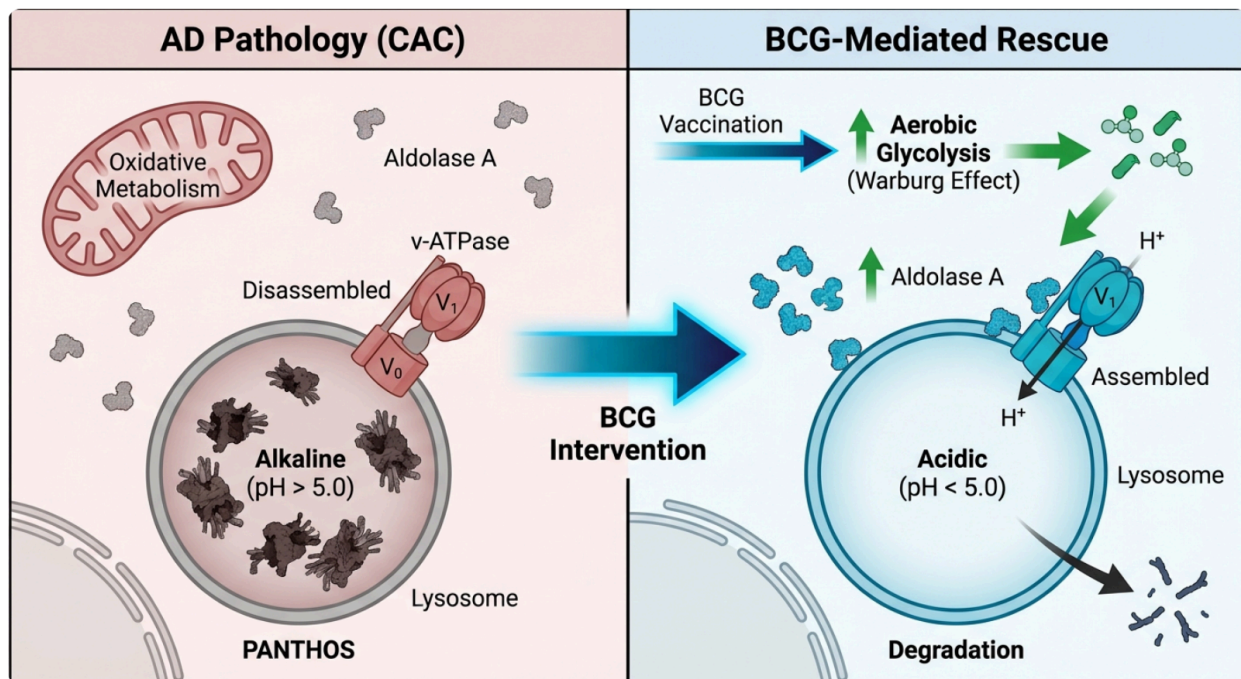 AD Pathology (CAC)
Oxidative
Metabolism
Aldolase A
v-ATPase
Disassembled
V₁
V₀
Alkaline
(pH > 5.0)
Lysosome
PANTHOS
BCG
Intervention
BCG-Mediated Rescue
BCG
Vaccination
Aerobic
Glycolysis
(Warburg Effect)
Aldolase A
H⁺
V₁
Assembled
H⁺
Acidic
(pH < 5.0)
Lysosome
Degradation